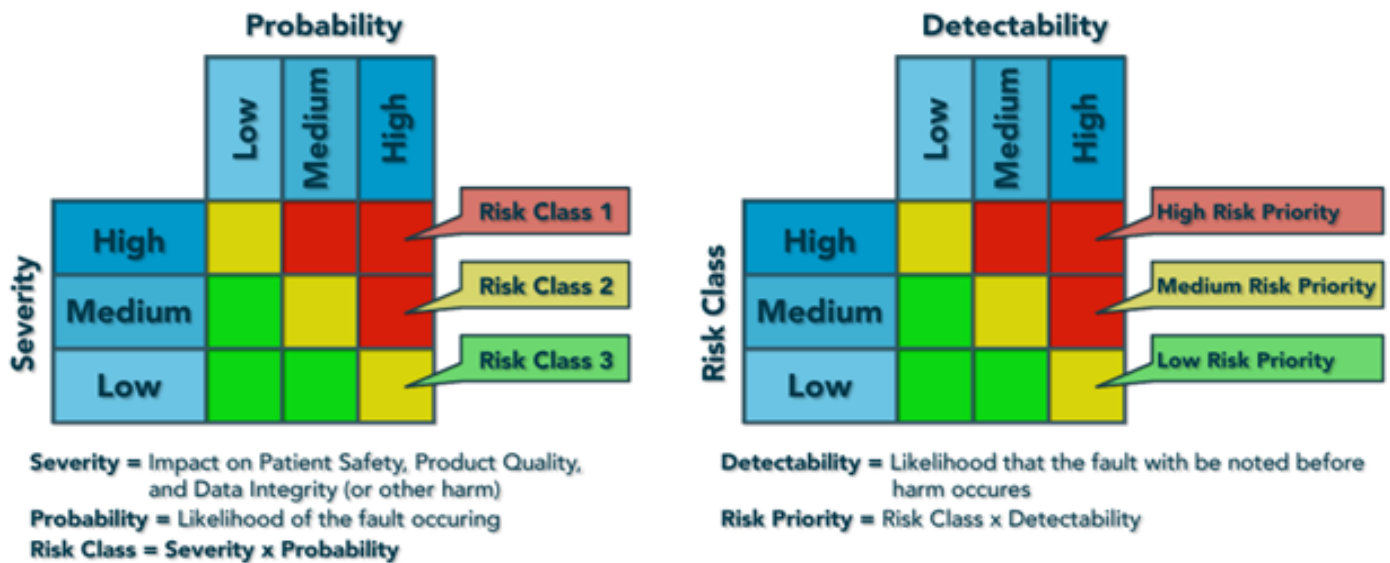 Probability
Low
Medium
High
Severity
High
Medium
Low
Risk Class 1
Risk Class 2
Risk Class 3
Severity = Impact on Patient Safety, Product Quality,
and Data Integrity (or other harm)
Probability = Likelihood of the fault occuring
Risk Class = Severity x Probability
Detectability
Low
Medium
High
Risk Class
High
Medium
Low
High Risk Priority
Medium Risk Priority
Low Risk Priority
Detectability = Likelihood that the fault with be noted before
harm occures
Risk Priority = Risk Class x Detectability